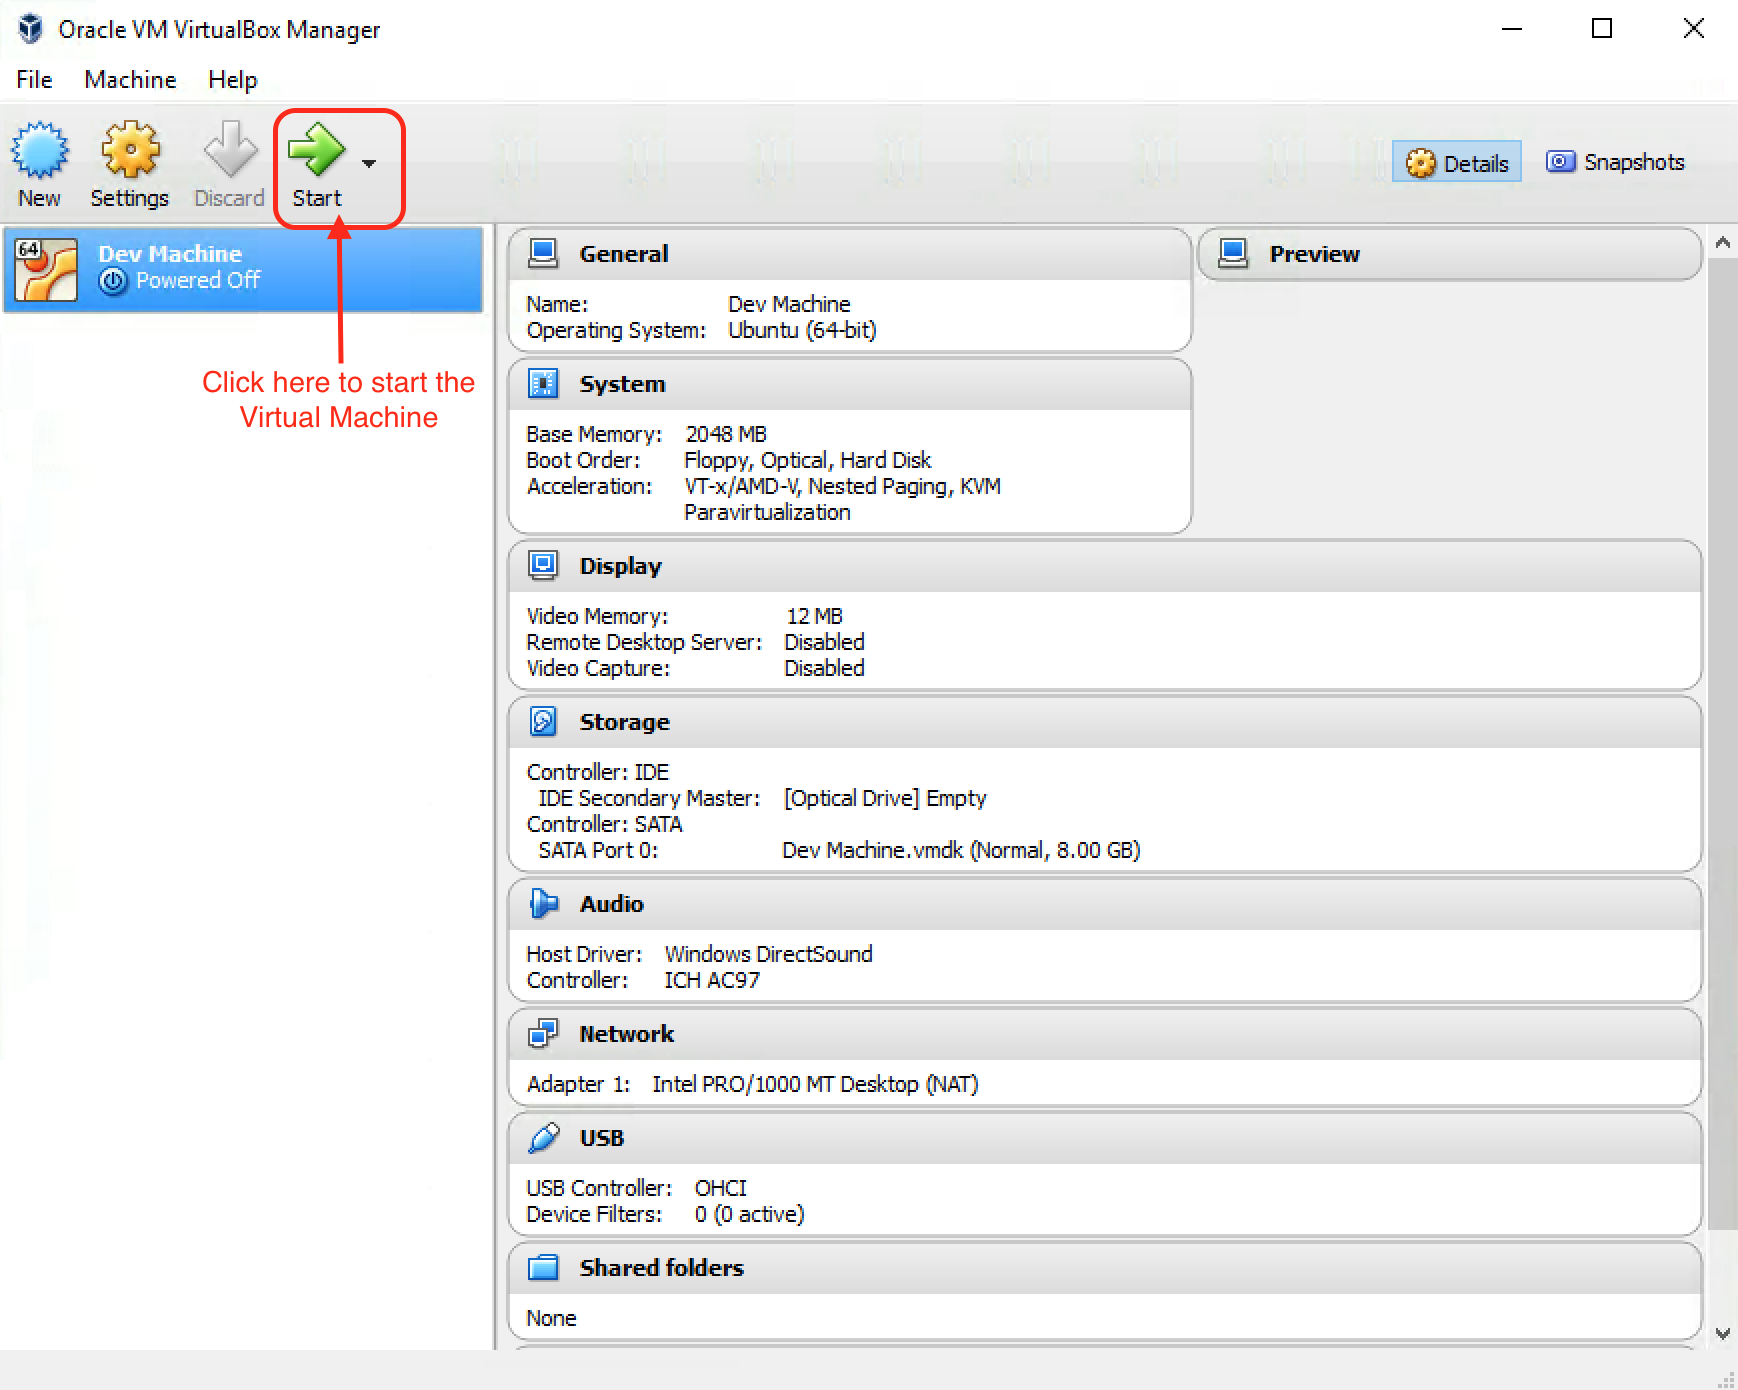 Oracle VM VirtualBox Manager
File Machine Help
New Settings Discard Start Details Snapshots
64
Dev Machine
Powered Off
Click here to start the
Virtual Machine
General
Name: Dev Machine
Operating System: Ubuntu (64-bit)
Preview
System
Base Memory: 2048 MB
Boot Order: Floppy, Optical, Hard Disk
Acceleration: VT-x/AMD-V, Nested Paging, KVM
Paravirtualization
Display
Video Memory: 12 MB
Remote Desktop Server: Disabled
Video Capture: Disabled
Storage
Controller: IDE
IDE Secondary Master: [Optical Drive] Empty
Controller: SATA
SATA Port 0: Dev Machine.vmdk (Normal, 8.00 GB)
Audio
Host Driver: Windows DirectSound
Controller: ICH AC97
Network
Adapter 1: Intel PRO/1000 MT Desktop (NAT)
USB
USB Controller: OHCI
Device Filters: 0 (0 active)
Shared folders
None